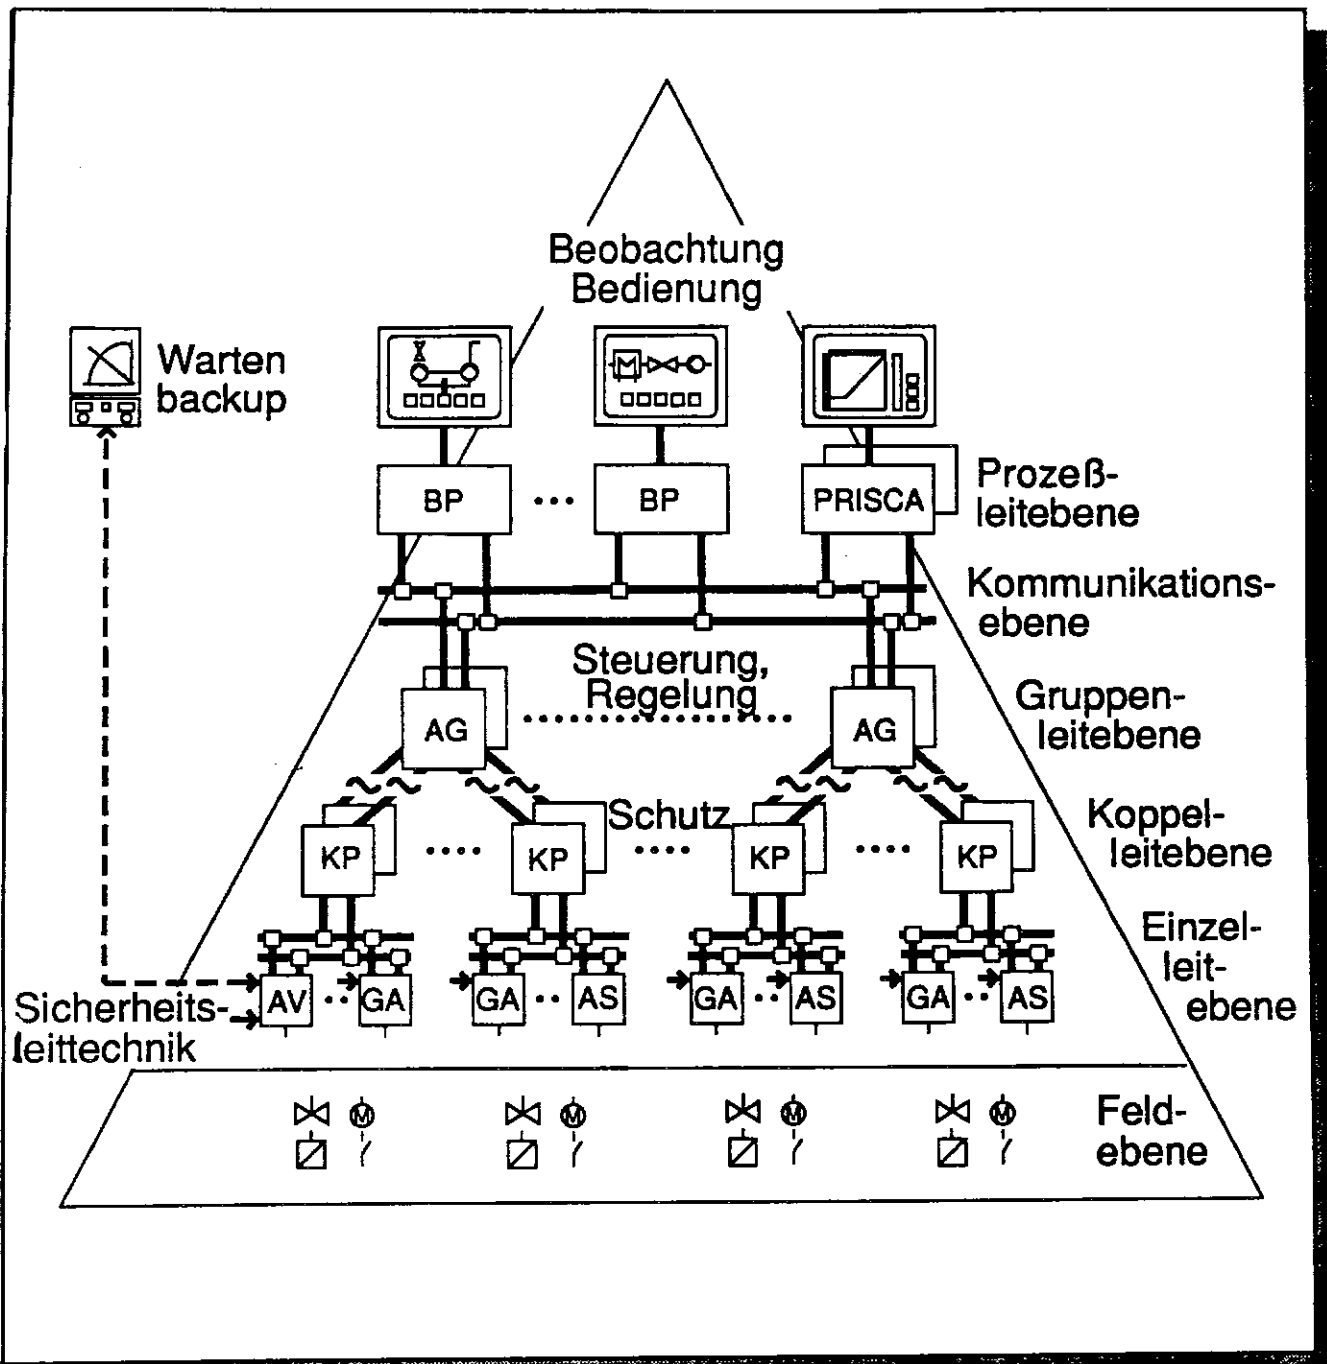 Beobachtung
Bedienung
Warten
backup
BP
BP
PRISCA
Prozeß-
leitebene
Kommunikations-
ebene
Steuerung,
Regelung
AG
AG
Gruppen-
leitebene
Schutz
KP
KP
KP
KP
Koppel-
leitebene
Einzel-
leit-
ebene
AV
GA
GA
AS
GA
AS
GA
AS
Sicherheits-
leittechnik
M
M
M
M
M
Feld-
ebene